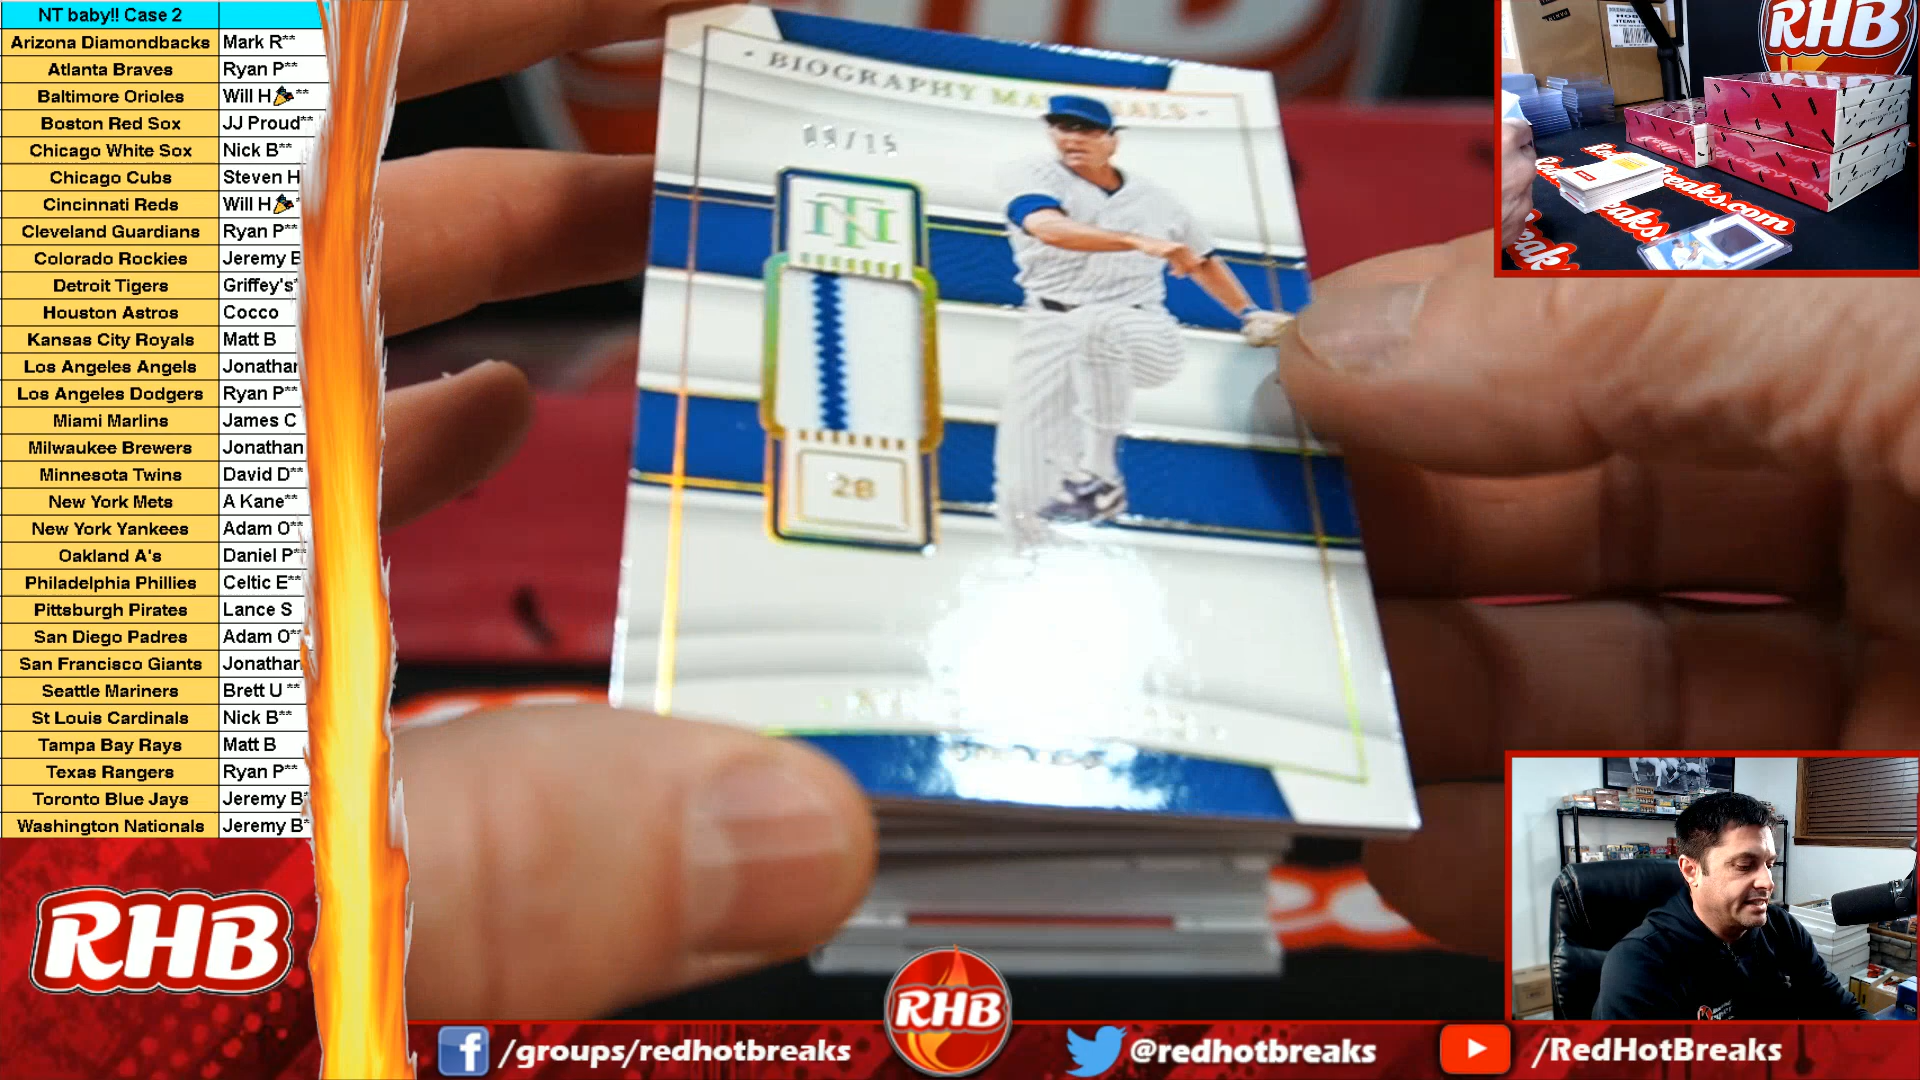 NT baby!! Case 2
Arizona Diamondbacks Mark R**
Atlanta Braves Ryan P**
Baltimore Orioles Will H**
Boston Red Sox JJ Proud**
Chicago White Sox Nick B**
Chicago Cubs Steven H
Cincinnati Reds Will H
Cleveland Guardians Ryan P**
Colorado Rockies Jeremy B
Detroit Tigers Griffey's
Houston Astros Cocco
Kansas City Royals Matt B
Los Angeles Angels Jonathan
Los Angeles Dodgers Ryan P**
Miami Marlins James C
Milwaukee Brewers Jonathan
Minnesota Twins David D**
New York Mets A Kane**
New York Yankees Adam O**
Oakland A's Daniel P**
Philadelphia Phillies Celtic E**
Pittsburgh Pirates Lance S
San Diego Padres Adam O**
San Francisco Giants Jonathan
Seattle Mariners Brett U **
St Louis Cardinals Nick B**
Tampa Bay Rays Matt B
Texas Rangers Ryan P**
Toronto Blue Jays Jeremy B*
Washington Nationals Jeremy B*
RHB
BIOGRAPHY MATERIALS
09/15
NT
28
RHB
RHB
/groups/redhotbreaks
@redhotbreaks
/RedHotBreaks